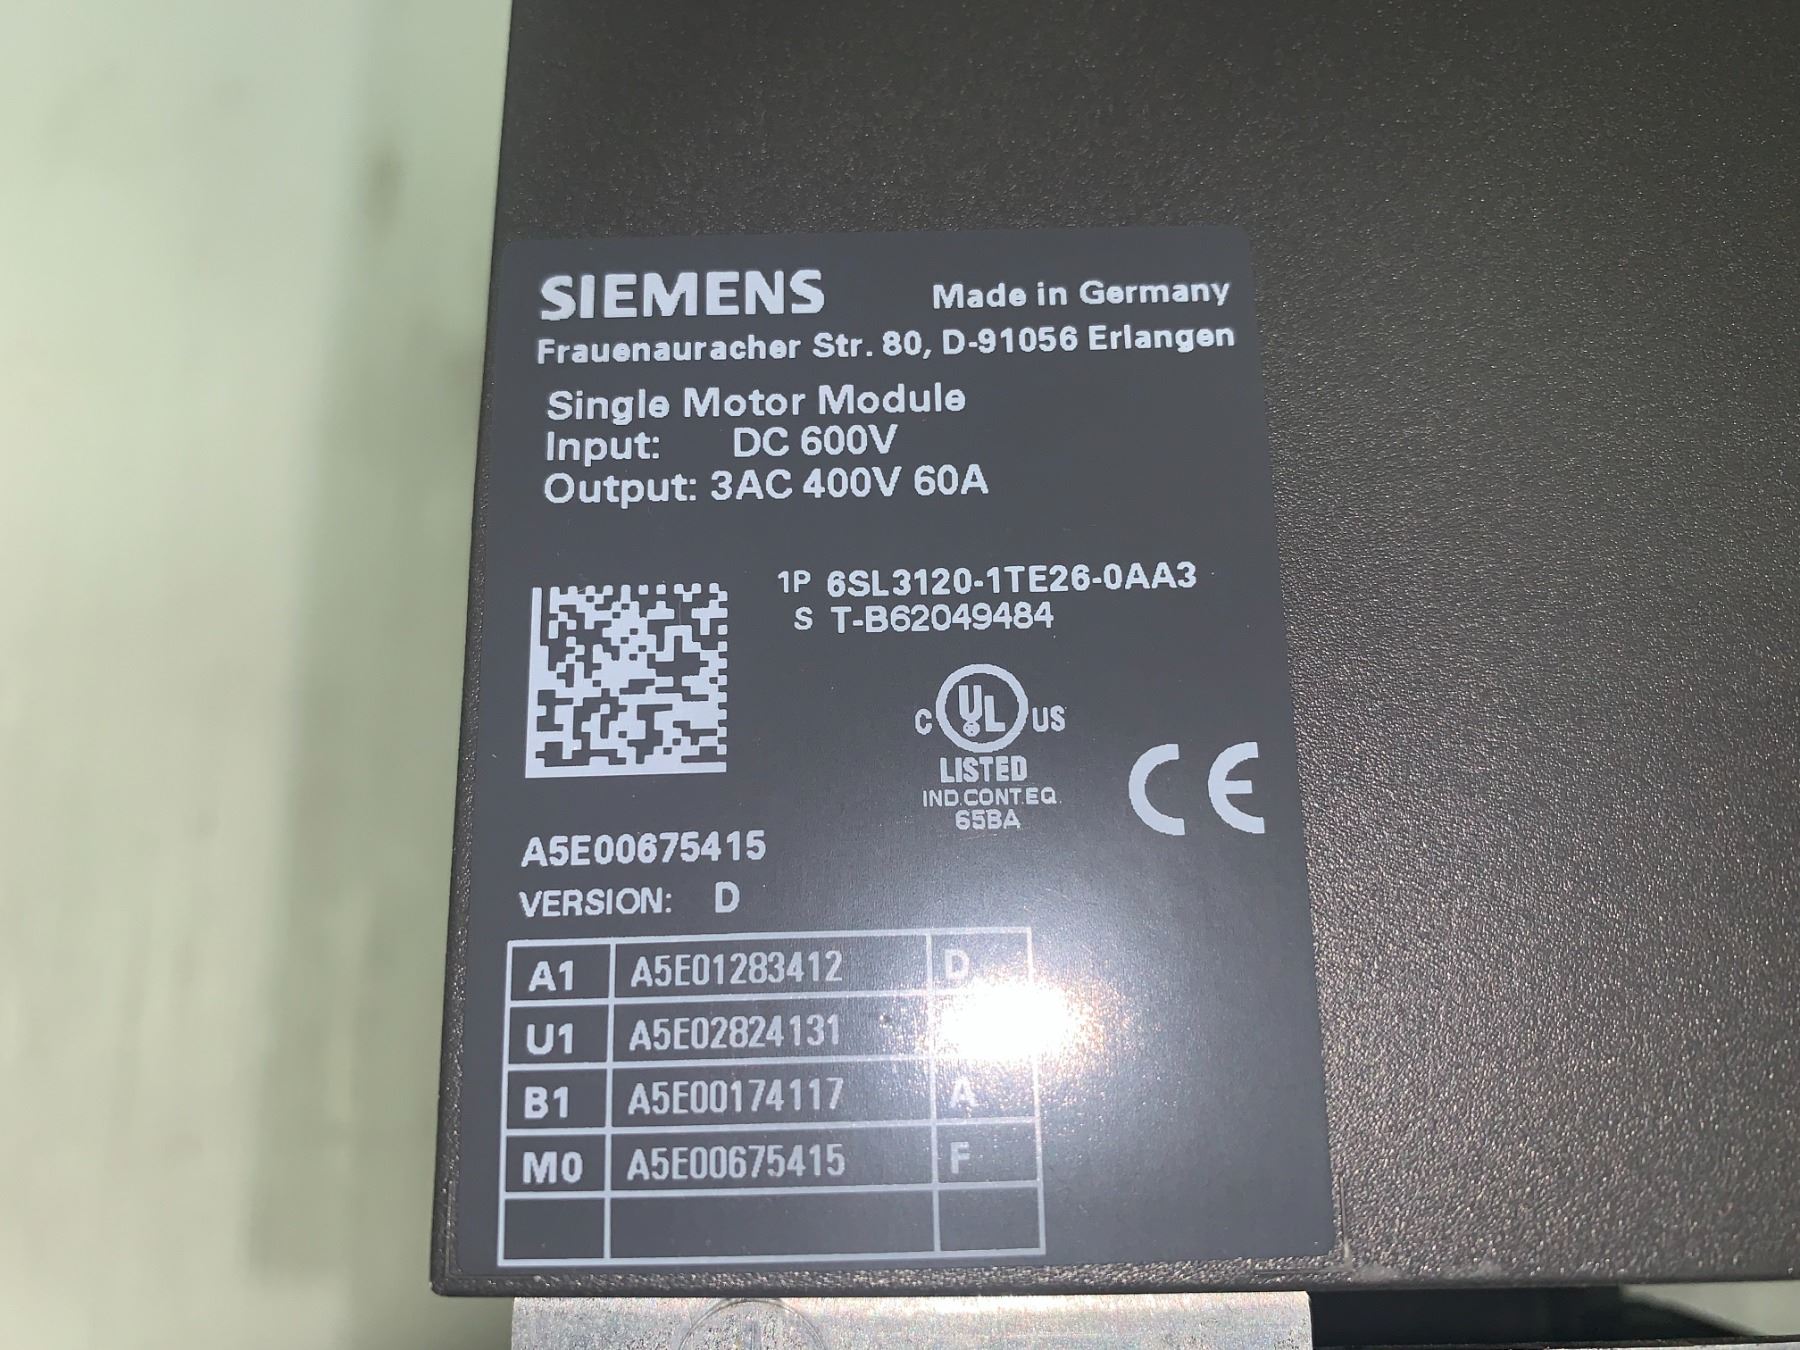 SIEMENS Made in Germany
Frauenauracher Str. 80, D-91056 Erlangen
Single Motor Module
Input: DC 600V
Output: 3AC 400V 60A
1P 6SL3120-1TE26-0AA3
S T-B62049484
C UL US
LISTED
IND.CONT.EQ.
65BA
CE
A5E00675415
VERSION: D
A1 A5E01283412 D
U1 A5E02824131
B1 A5E00174117 A
M0 A5E00675415 F